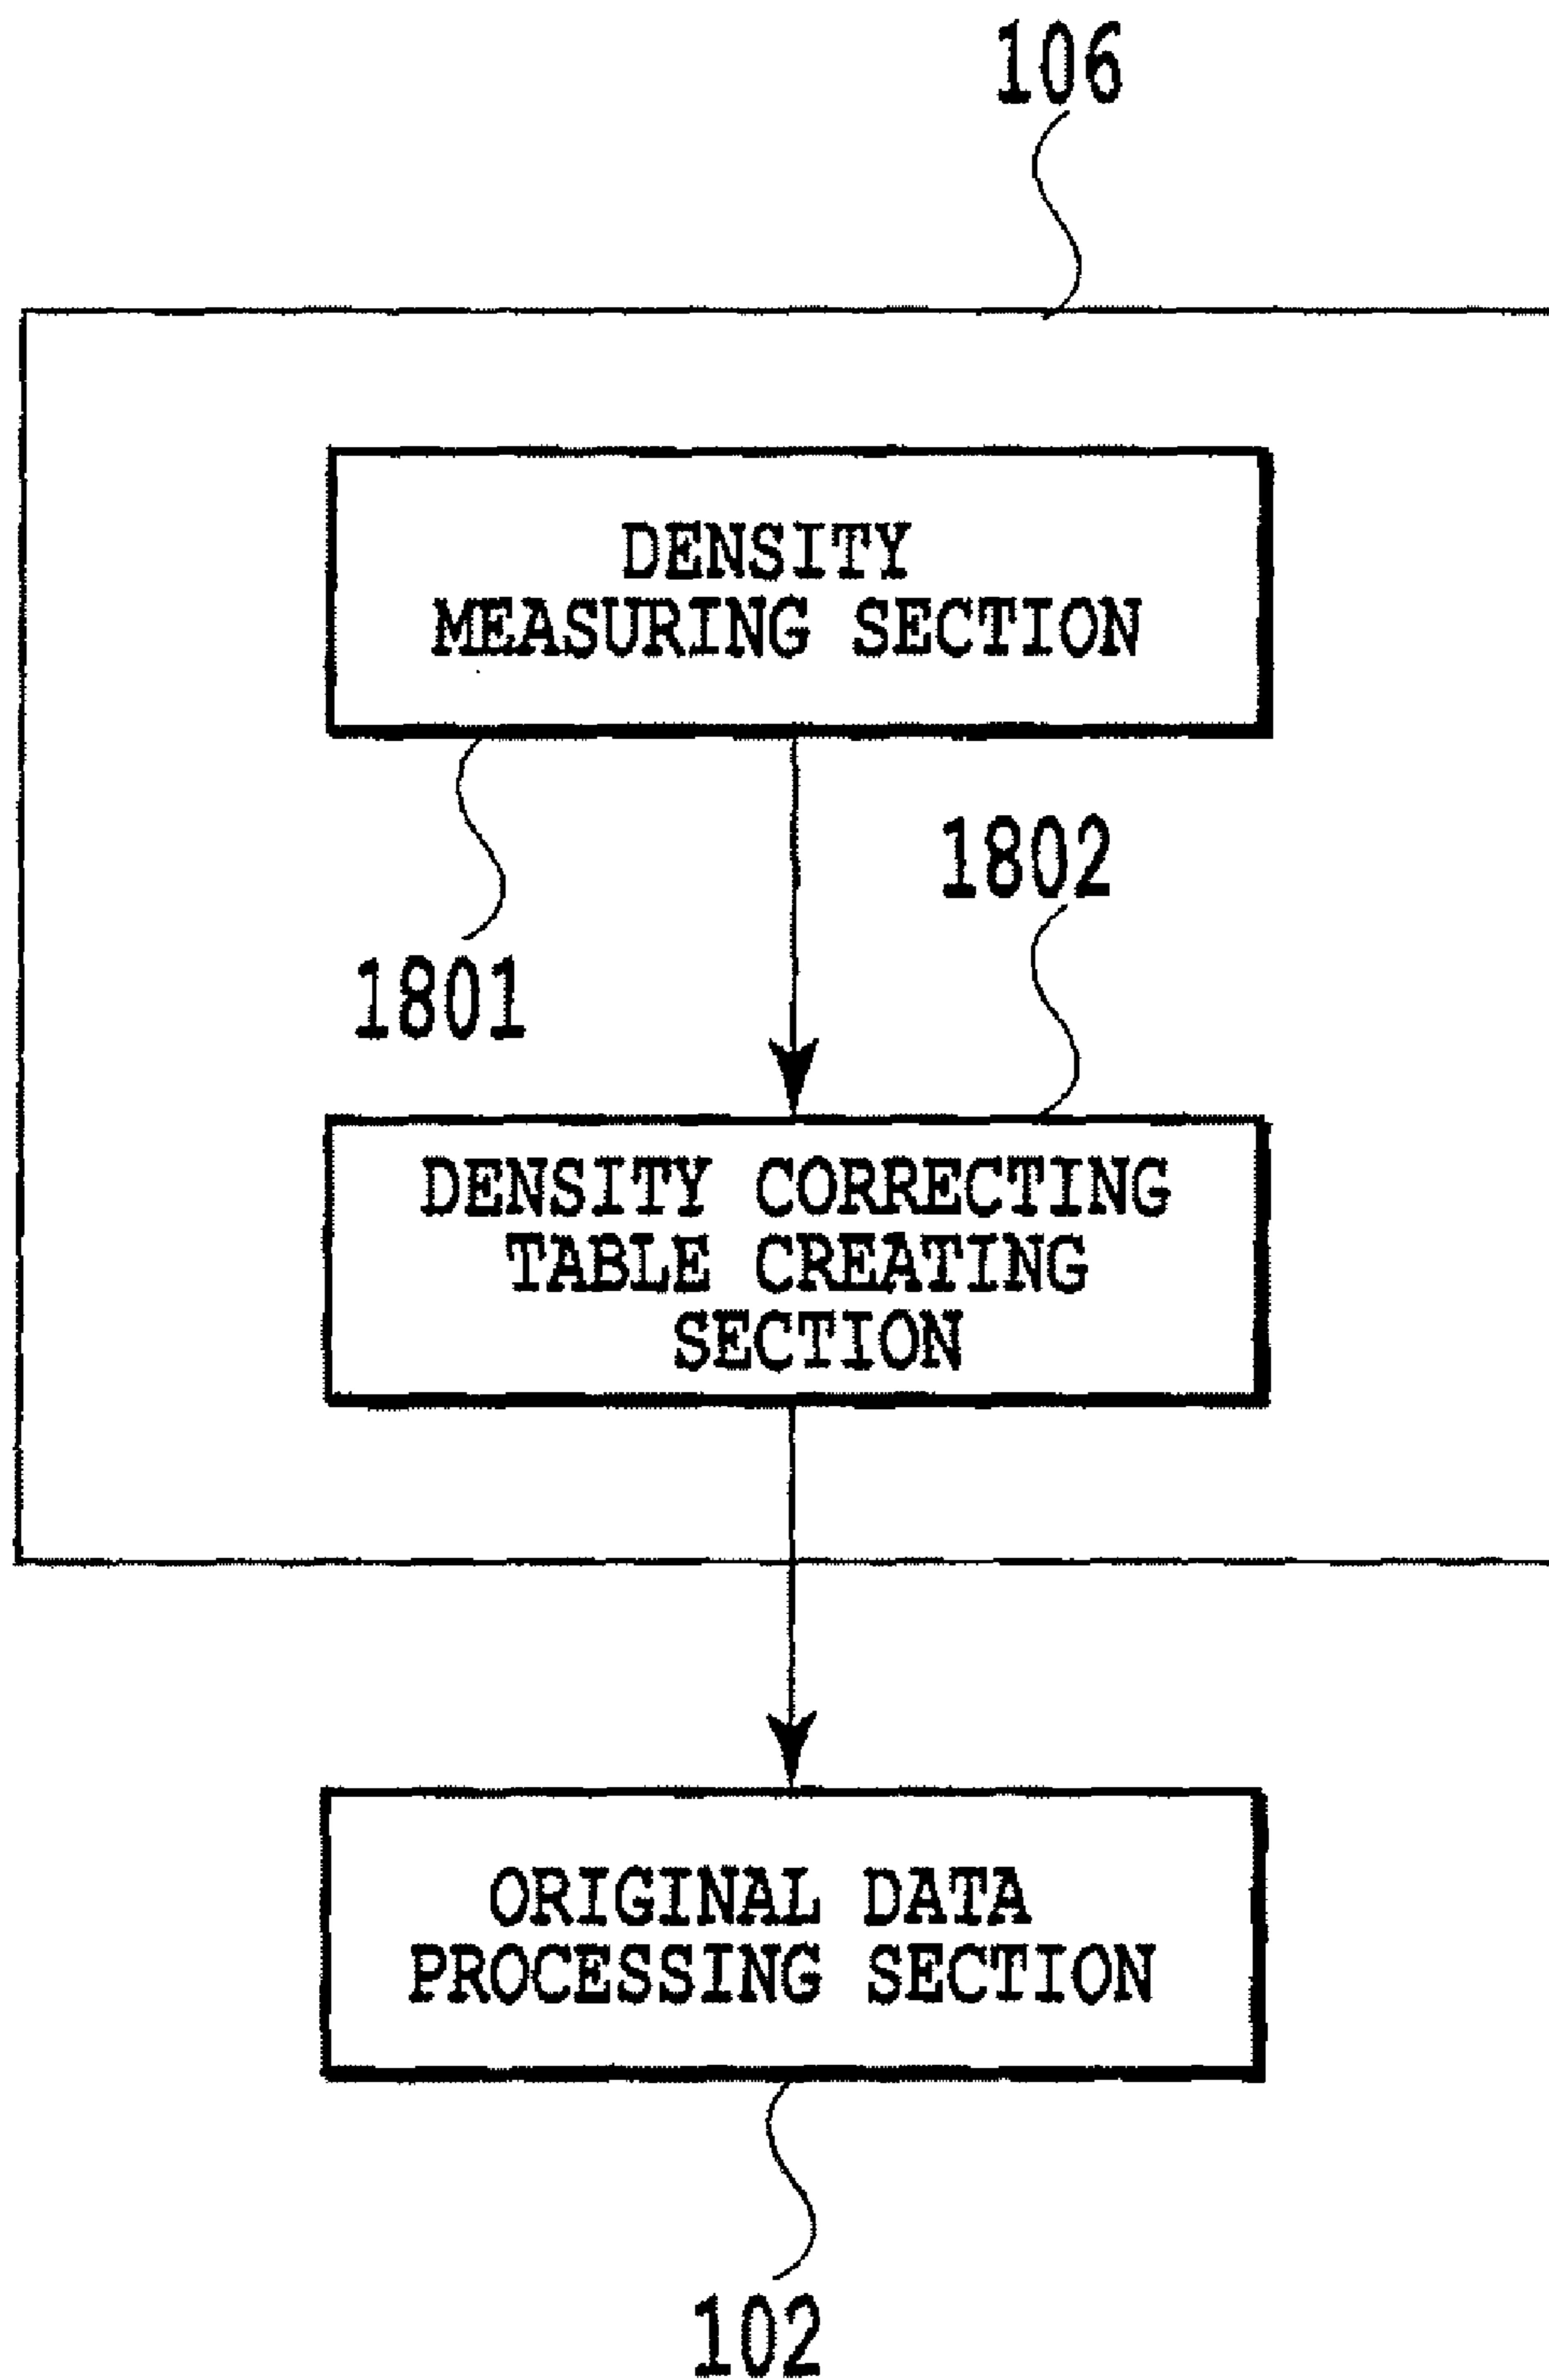 106
DENSITY
MEASURING SECTION
1801
1802
DENSITY CORRECTING
TABLE CREATING
SECTION
ORIGINAL DATA
PROCESSING SECTION
102